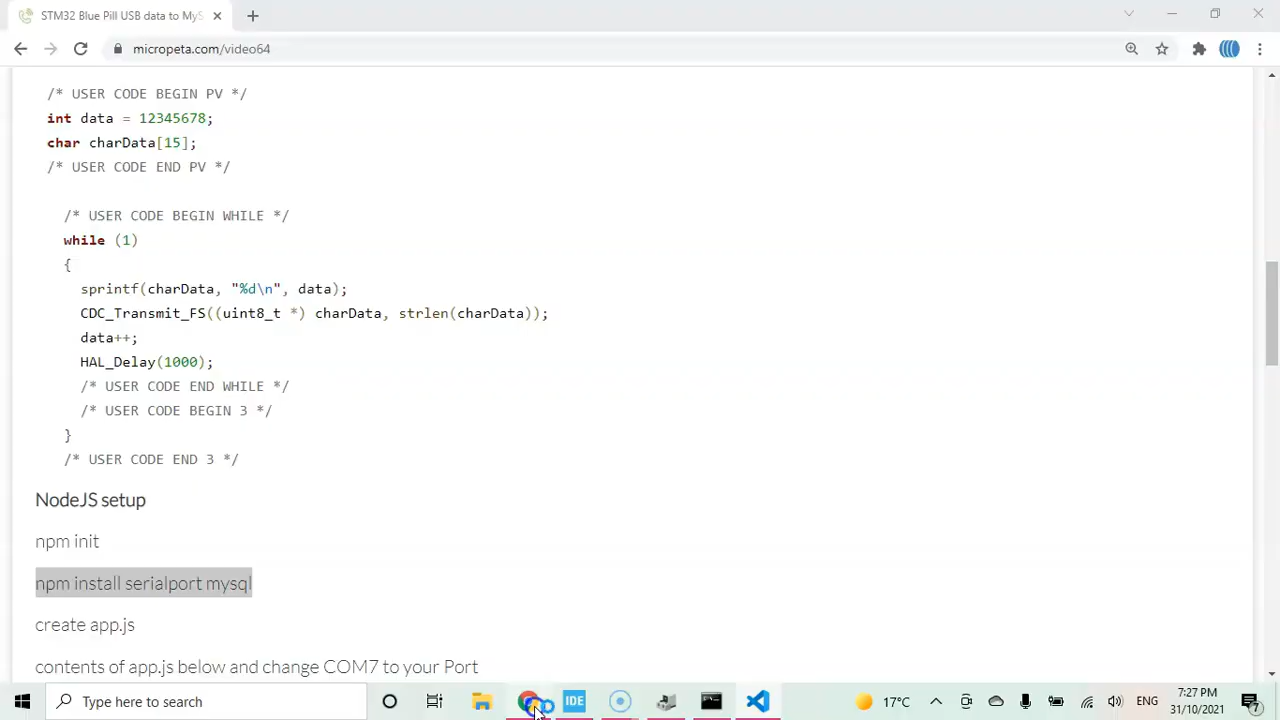 STM32 Blue Pill USB data to MyS
micropeta.com/video64
/* USER CODE BEGIN PV */
int data = 12345678;
char charData[15];
/* USER CODE END PV */
/* USER CODE BEGIN WHILE */
while (1)
{
sprintf(charData, "%d\n", data);
CDC_Transmit_FS((uint8_t *) charData, strlen(charData));
data++;
HAL_Delay(1000);
/* USER CODE END WHILE */
/* USER CODE BEGIN 3 */
}
/* USER CODE END 3 */
NodeJS setup
npm init
npm install serialport mysql
create app.js
contents of app.js below and change COM7 to your Port
Type here to search
IDE
17°C
ENG
7:27 PM
31/10/2021
7